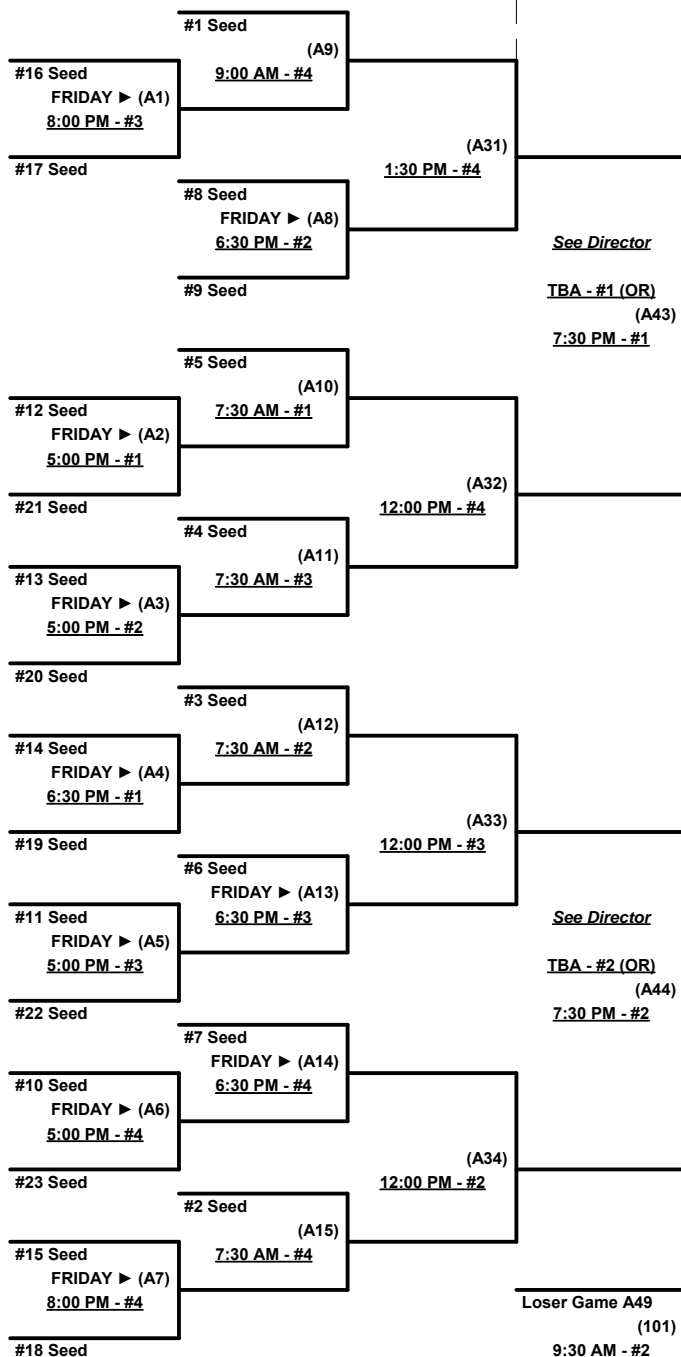 #1 Seed
(A9)
9:00 AM - #4
#16 Seed
FRIDAY ► (A1)
8:00 PM - #3
#17 Seed
(A31)
1:30 PM - #4
#8 Seed
FRIDAY ► (A8)
6:30 PM - #2
#9 Seed
See Director
TBA - #1 (OR)
(A43)
7:30 PM - #1
#5 Seed
(A10)
7:30 AM - #1
#12 Seed
FRIDAY ► (A2)
5:00 PM - #1
#21 Seed
(A32)
12:00 PM - #4
#4 Seed
(A11)
7:30 AM - #3
#13 Seed
FRIDAY ► (A3)
5:00 PM - #2
#20 Seed
#3 Seed
(A12)
7:30 AM - #2
#14 Seed
FRIDAY ► (A4)
6:30 PM - #1
#19 Seed
(A33)
12:00 PM - #3
#6 Seed
FRIDAY ► (A13)
6:30 PM - #3
#11 Seed
FRIDAY ► (A5)
5:00 PM - #3
#22 Seed
See Director
TBA - #2 (OR)
(A44)
7:30 PM - #2
#7 Seed
FRIDAY ► (A14)
6:30 PM - #4
#10 Seed
FRIDAY ► (A6)
5:00 PM - #4
#23 Seed
(A34)
12:00 PM - #2
#2 Seed
(A15)
7:30 AM - #4
#15 Seed
FRIDAY ► (A7)
8:00 PM - #4
#18 Seed
Loser Game A49
(101)
9:30 AM - #2